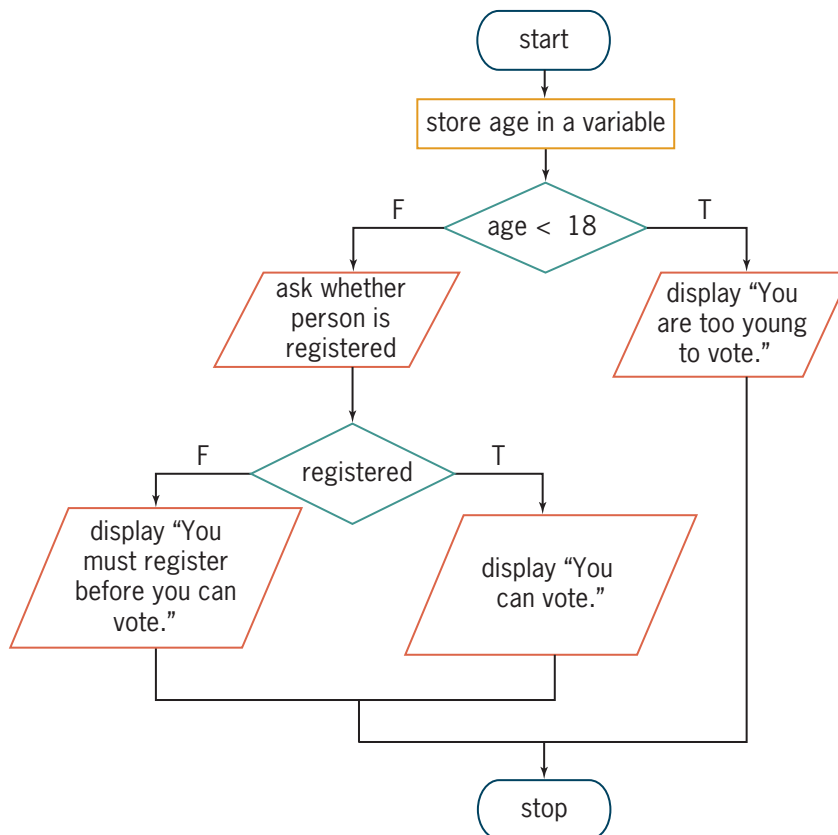 start
store age in a variable
F
age < 18
T
ask whether
person is
registered
display “You
are too young
to vote.”
F
registered
T
display “You
must register
before you can
vote.”
display “You
can vote.”
stop